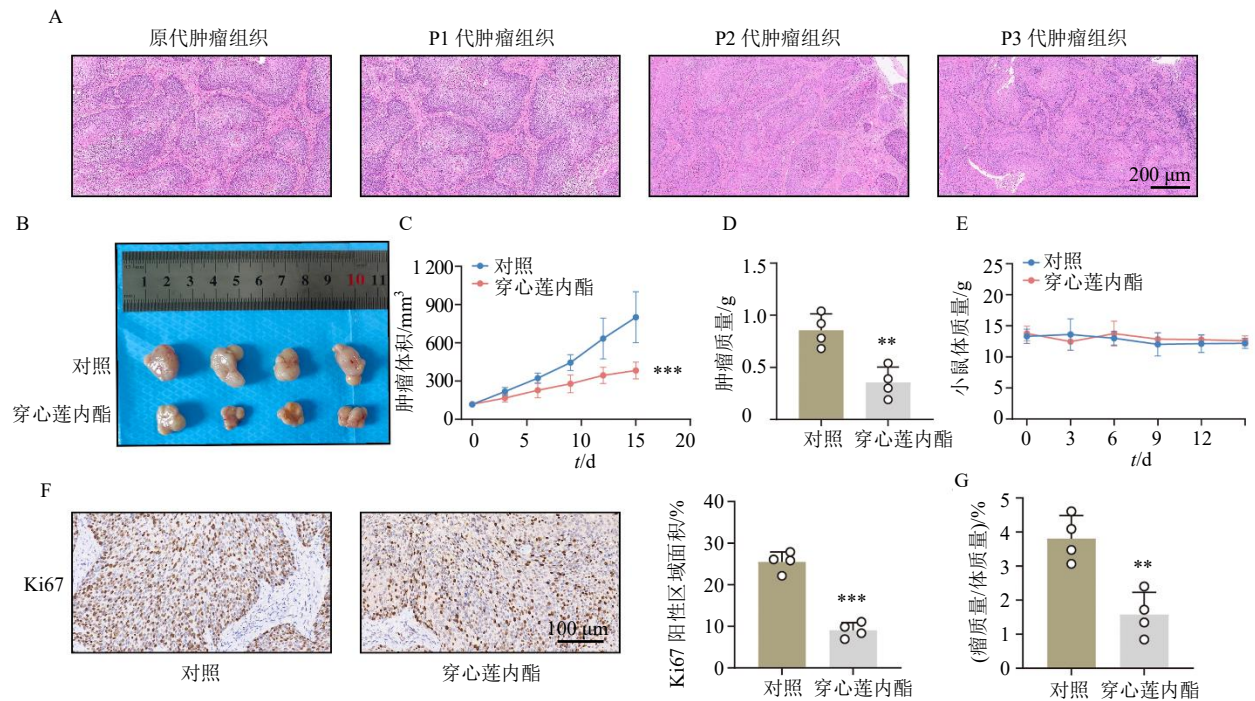 A
原代肿瘤组织
P1 代肿瘤组织
P2 代肿瘤组织
P3 代肿瘤组织
200 μm
B
1 2 3 4 5 6 7 8 9 10 11
对照
穿心莲内酯
C
1 200
900
600
300
0
肿瘤体积/mm³
对照
穿心莲内酯
***
0 5 10 15 20
t/d
D
1.5
1.0
0.5
0
肿瘤质量/g
**
对照 穿心莲内酯
E
25
20
15
10
5
0
小鼠体质量/g
对照
穿心莲内酯
0 3 6 9 12
t/d
F
Ki67
100 μm
对照
穿心莲内酯
40
30
20
10
0
Ki67 阳性区域面积/%
***
对照 穿心莲内酯
G
5
4
3
2
1
0
(瘤质量/体质量)/%
**
对照 穿心莲内酯